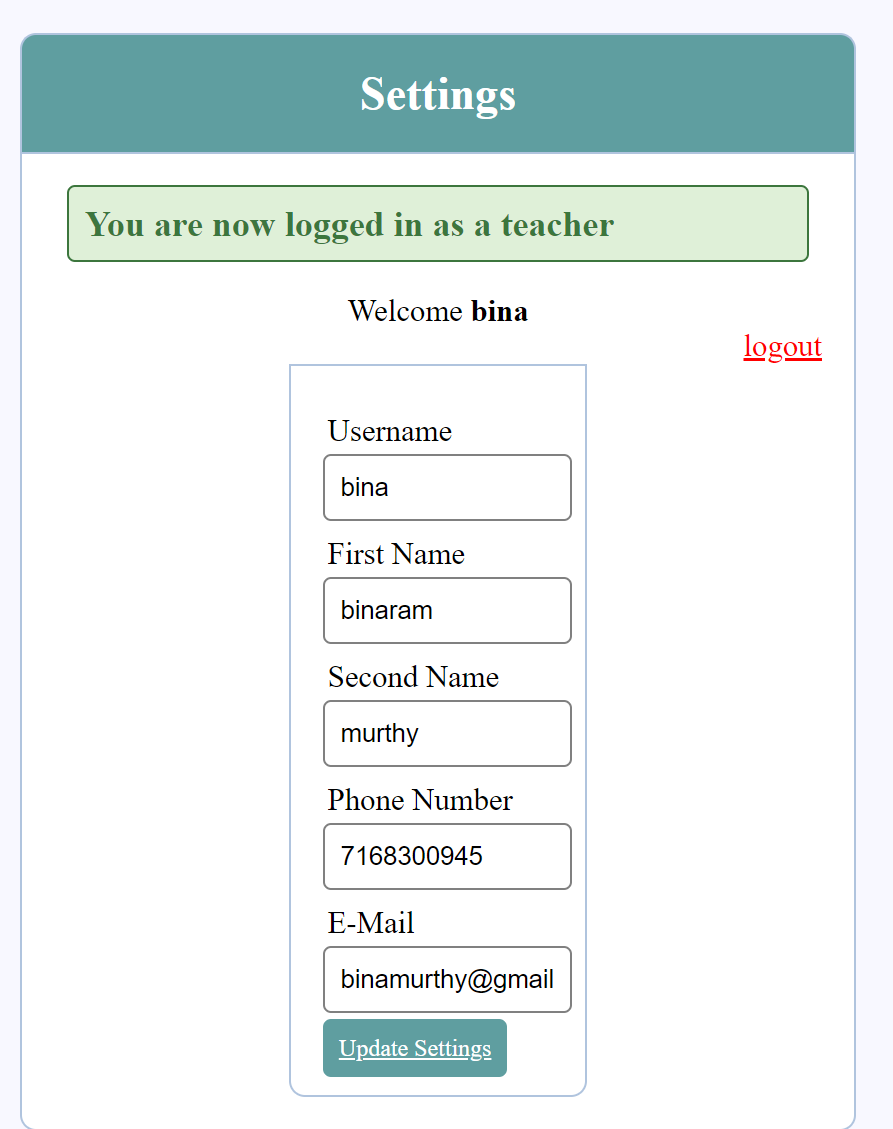 Settings
You are now logged in as a teacher
Welcome bina
logout
Username
bina
First Name
binaram
Second Name
murthy
Phone Number
7168300945
E-Mail
binamurthy@gmail
Update Settings